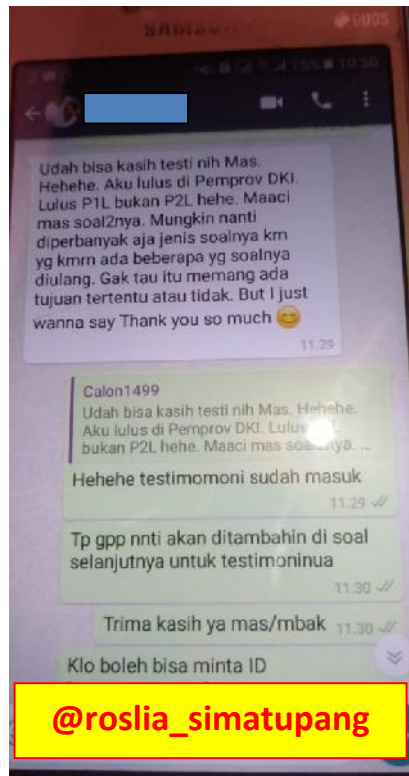 SAMSUNG
DUOS
75% 10.50
Udah bisa kasih testi nih Mas.
Hehehe. Aku lulus di Pemprov DKI.
Lulus P1L bukan P2L hehe. Maaci
mas soal2nya. Mungkin nanti
diperbanyak aja jenis soalnya krn
yg kmrn ada beberapa yg soalnya
diulang. Gak tau itu memang ada
tujuan tertentu atau tidak. But I just
wanna say Thank you so much 😊
11.29
Calon1499
Udah bisa kasih testi nih Mas. Hehehe.
Aku lulus di Pemprov DKI. Lulus
bukan P2L hehe. Maaci mas ...
Hehehe testimomoni sudah masuk
11.29
Tp gpp nnti akan ditambahin di soal
selanjutnya untuk testimoninua
11.30
Trima kasih ya mas/mbak 11.30
Klo boleh bisa minta ID
@roslia_simatupang